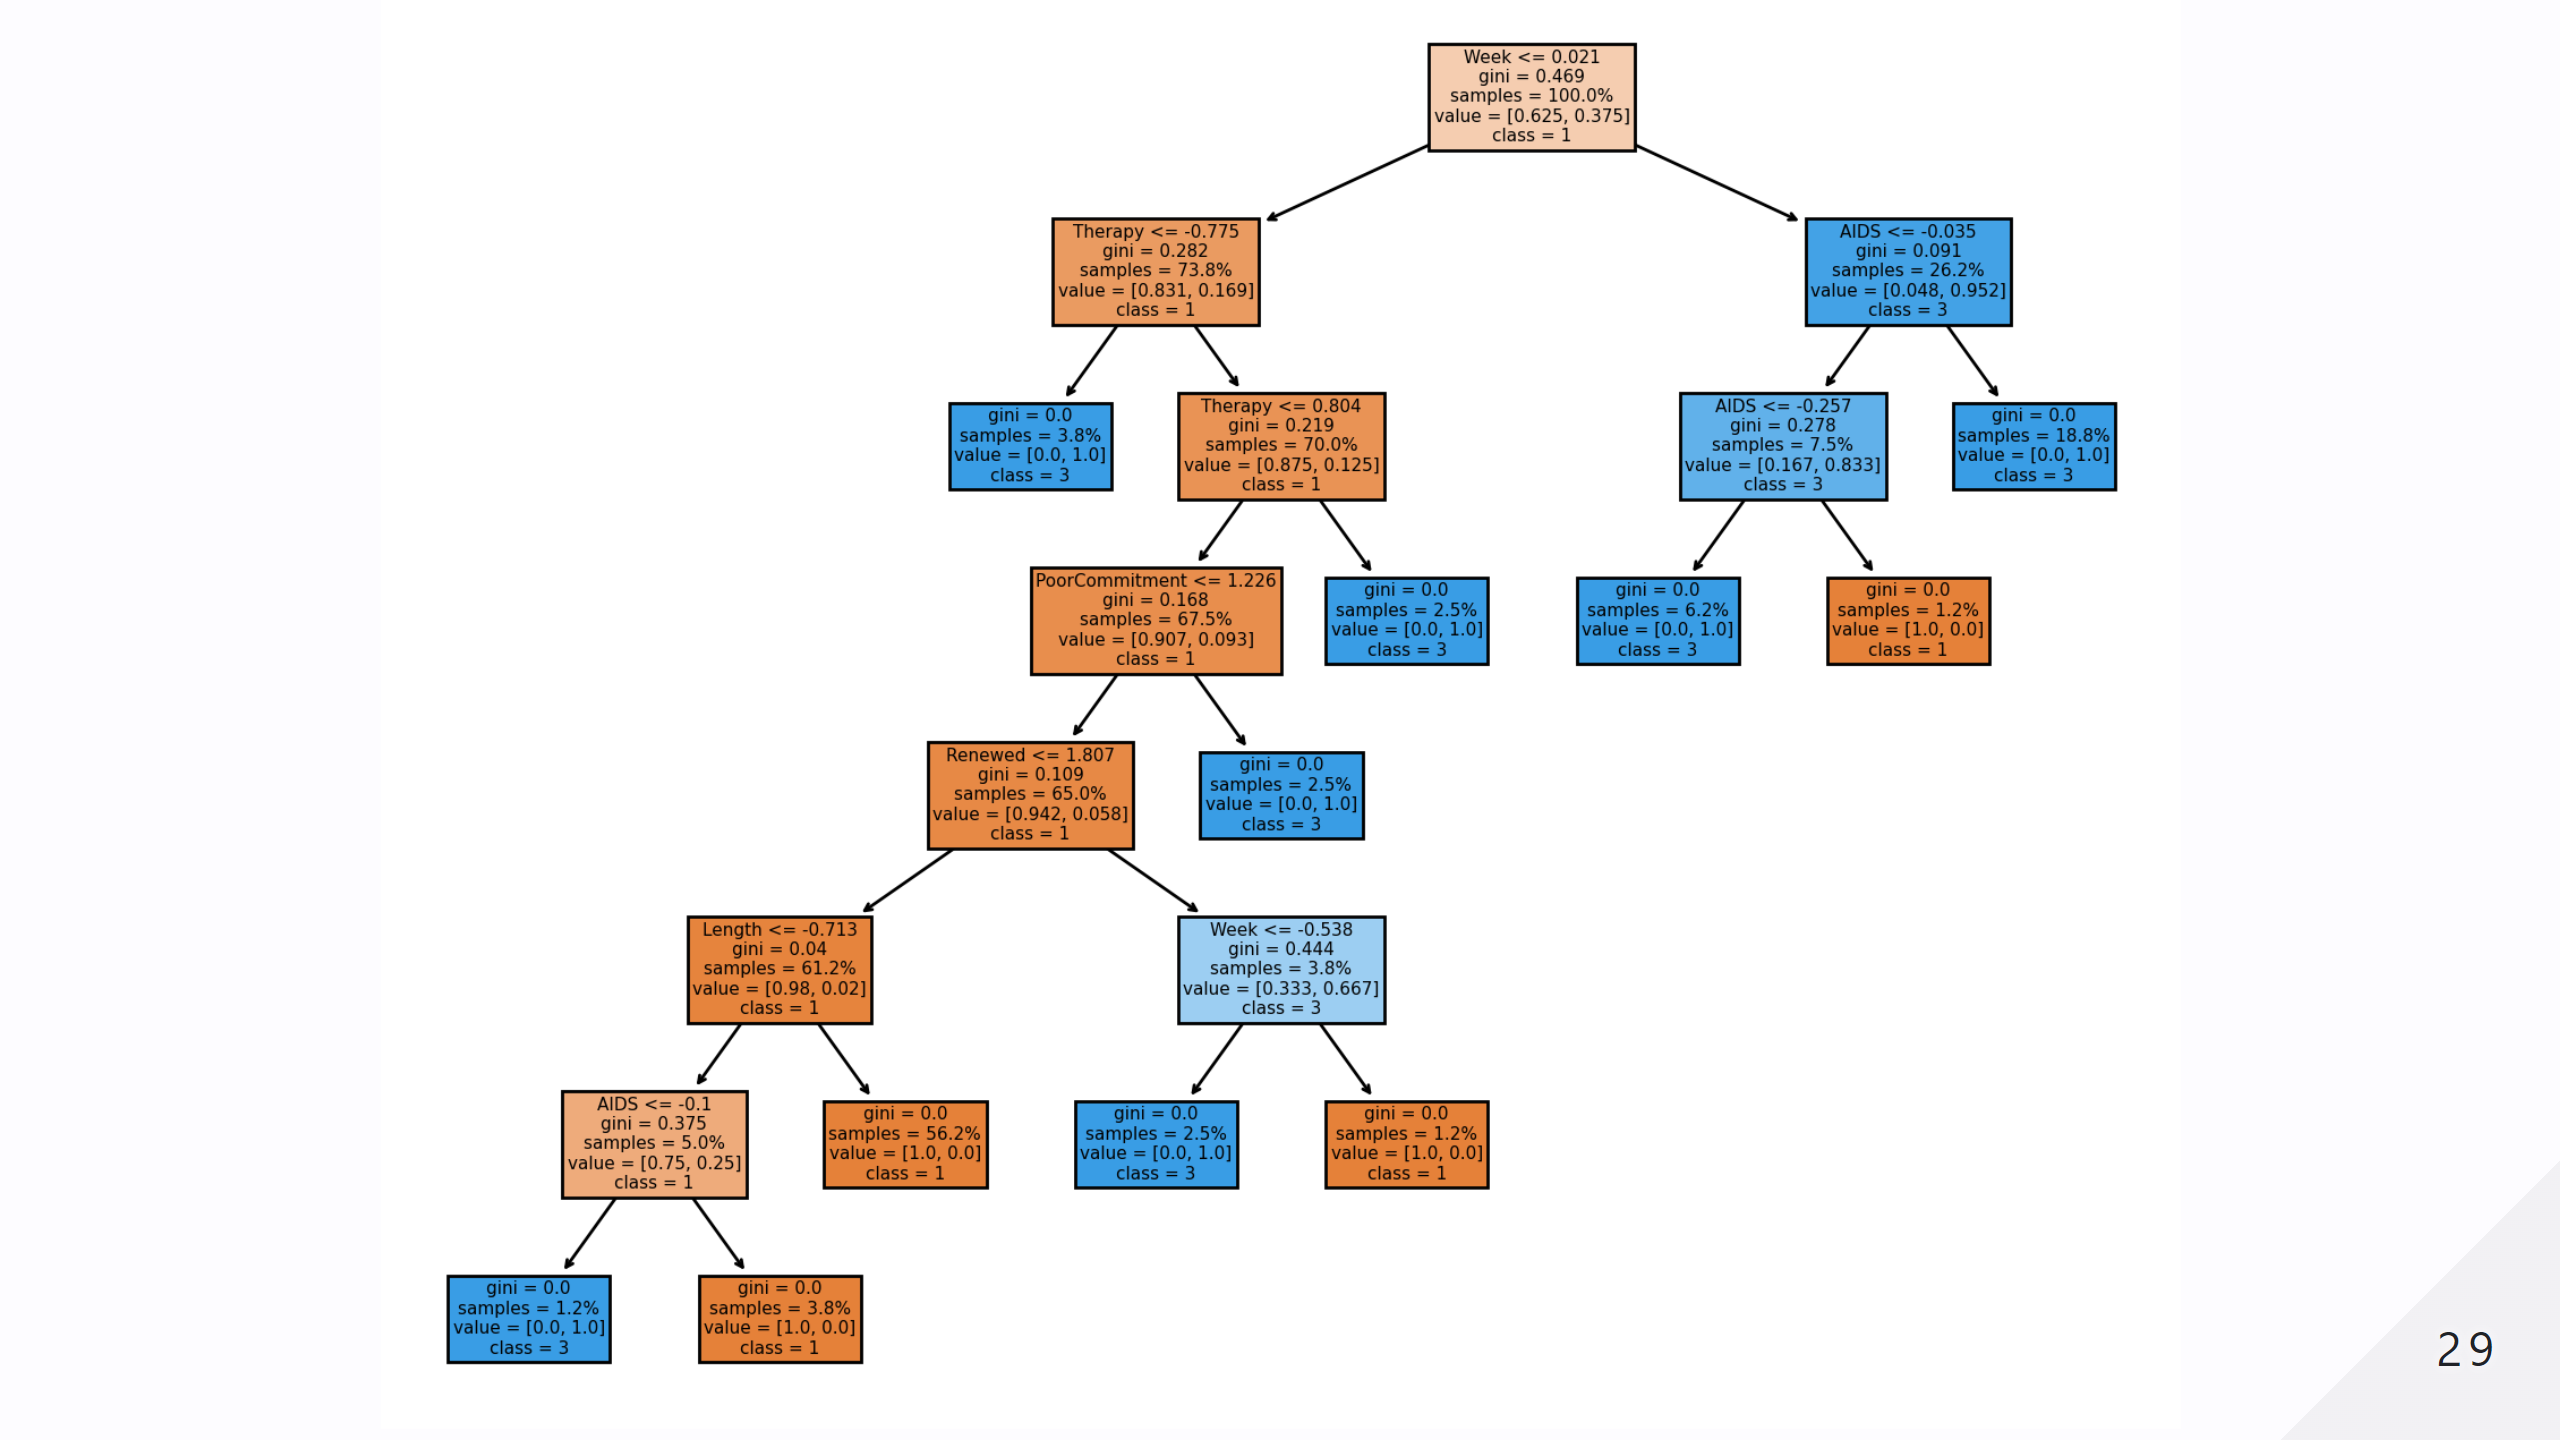 Week <= 0.021
gini = 0.469
samples = 100.0%
value = [0.625, 0.375]
class = 1
Therapy <= -0.775
gini = 0.282
samples = 73.8%
value = [0.831, 0.169]
class = 1
AIDS <= -0.035
gini = 0.091
samples = 26.2%
value = [0.048, 0.952]
class = 3
gini = 0.0
samples = 3.8%
value = [0.0, 1.0]
class = 3
Therapy <= 0.804
gini = 0.219
samples = 70.0%
value = [0.875, 0.125]
class = 1
AIDS <= -0.257
gini = 0.278
samples = 7.5%
value = [0.167, 0.833]
class = 3
gini = 0.0
samples = 18.8%
value = [0.0, 1.0]
class = 3
PoorCommitment <= 1.226
gini = 0.168
samples = 67.5%
value = [0.907, 0.093]
class = 1
gini = 0.0
samples = 2.5%
value = [0.0, 1.0]
class = 3
gini = 0.0
samples = 6.2%
value = [0.0, 1.0]
class = 3
gini = 0.0
samples = 1.2%
value = [1.0, 0.0]
class = 1
Renewed <= 1.807
gini = 0.109
samples = 65.0%
value = [0.942, 0.058]
class = 1
gini = 0.0
samples = 2.5%
value = [0.0, 1.0]
class = 3
Length <= -0.713
gini = 0.04
samples = 61.2%
value = [0.98, 0.02]
class = 1
Week <= -0.538
gini = 0.444
samples = 3.8%
value = [0.333, 0.667]
class = 3
AIDS <= -0.1
gini = 0.375
samples = 5.0%
value = [0.75, 0.25]
class = 1
gini = 0.0
samples = 56.2%
value = [1.0, 0.0]
class = 1
gini = 0.0
samples = 2.5%
value = [0.0, 1.0]
class = 3
gini = 0.0
samples = 1.2%
value = [1.0, 0.0]
class = 1
gini = 0.0
samples = 1.2%
value = [0.0, 1.0]
class = 3
gini = 0.0
samples = 3.8%
value = [1.0, 0.0]
class = 1
29